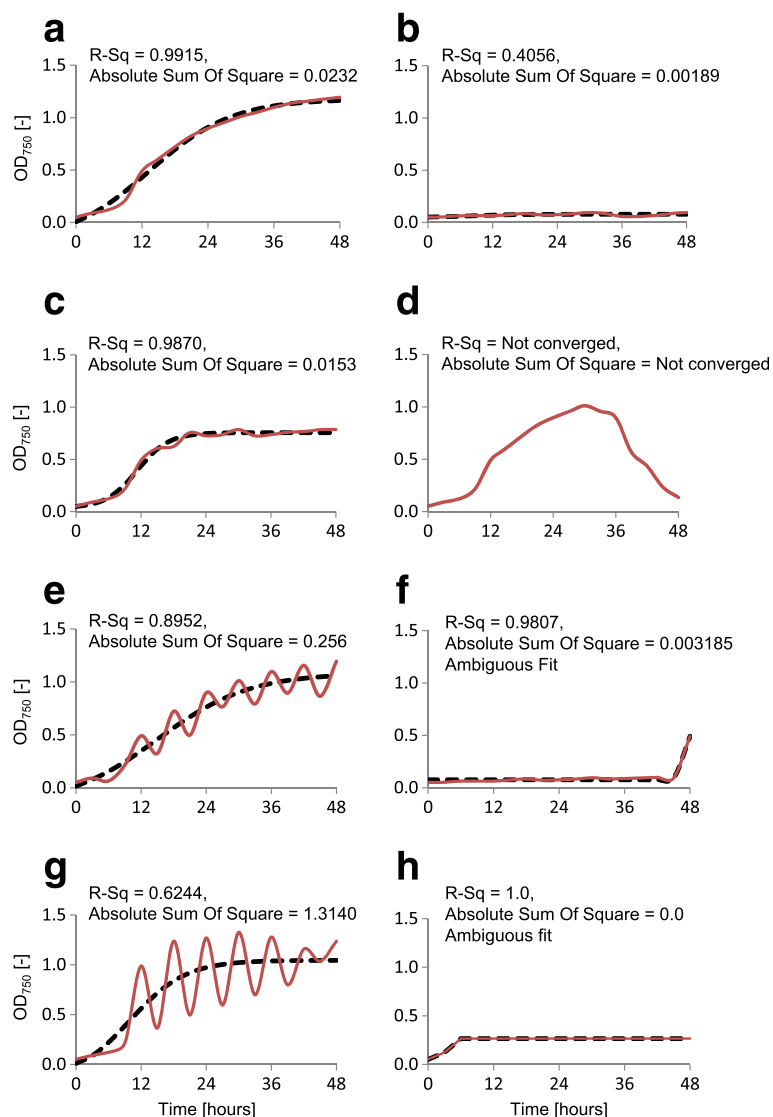 a
R-Sq = 0.9915,
Absolute Sum Of Square = 0.0232
1.5
1.0
0.5
0.0
OD750 [-]
0 12 24 36 48
b
R-Sq = 0.4056,
Absolute Sum Of Square = 0.00189
1.5
1.0
0.5
0.0
0 12 24 36 48
c
R-Sq = 0.9870,
Absolute Sum Of Square = 0.0153
1.5
1.0
0.5
0.0
OD750 [-]
0 12 24 36 48
d
R-Sq = Not converged,
Absolute Sum Of Square = Not converged
1.5
1.0
0.5
0.0
0 12 24 36 48
e
R-Sq = 0.8952,
Absolute Sum Of Square = 0.256
1.5
1.0
0.5
0.0
OD750 [-]
0 12 24 36 48
f
R-Sq = 0.9807,
Absolute Sum Of Square = 0.003185
Ambiguous Fit
1.5
1.0
0.5
0.0
0 12 24 36 48
g
R-Sq = 0.6244,
Absolute Sum Of Square = 1.3140
1.5
1.0
0.5
0.0
OD750 [-]
0 12 24 36 48
Time [hours]
h
R-Sq = 1.0,
Absolute Sum Of Square = 0.0
Ambiguous fit
1.5
1.0
0.5
0.0
0 12 24 36 48
Time [hours]